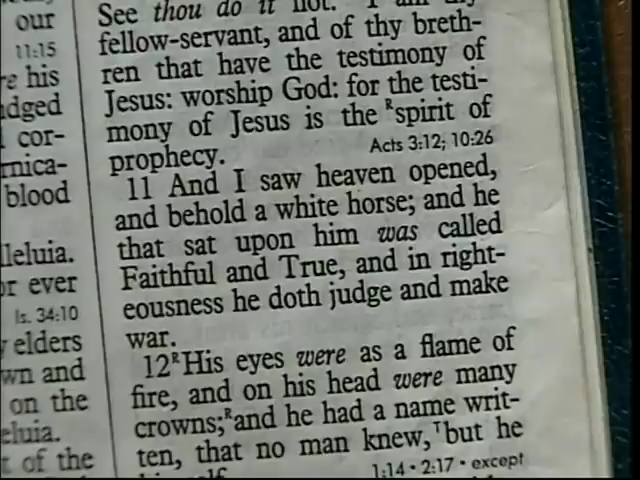 our
11:15
re his
adged
cor-
rnica-
blood
lleluia.
or ever
Is. 34:10
elders
wn and
on the
eluia.
t of the
See thou do it not: I am thy
fellow-servant, and of thy breth-
ren that have the testimony of
Jesus: worship God: for the testi-
mony of Jesus is the ᴿspirit of
prophecy. Acts 3:12; 10:26
11 And I saw heaven opened,
and behold a white horse; and he
that sat upon him was called
Faithful and True, and in right-
eousness he doth judge and make
war.
12ᴿHis eyes were as a flame of
fire, and on his head were many
crowns;ᴿand he had a name writ-
ten, that no man knew,ᵀbut he
1:14 • 2:17 • except